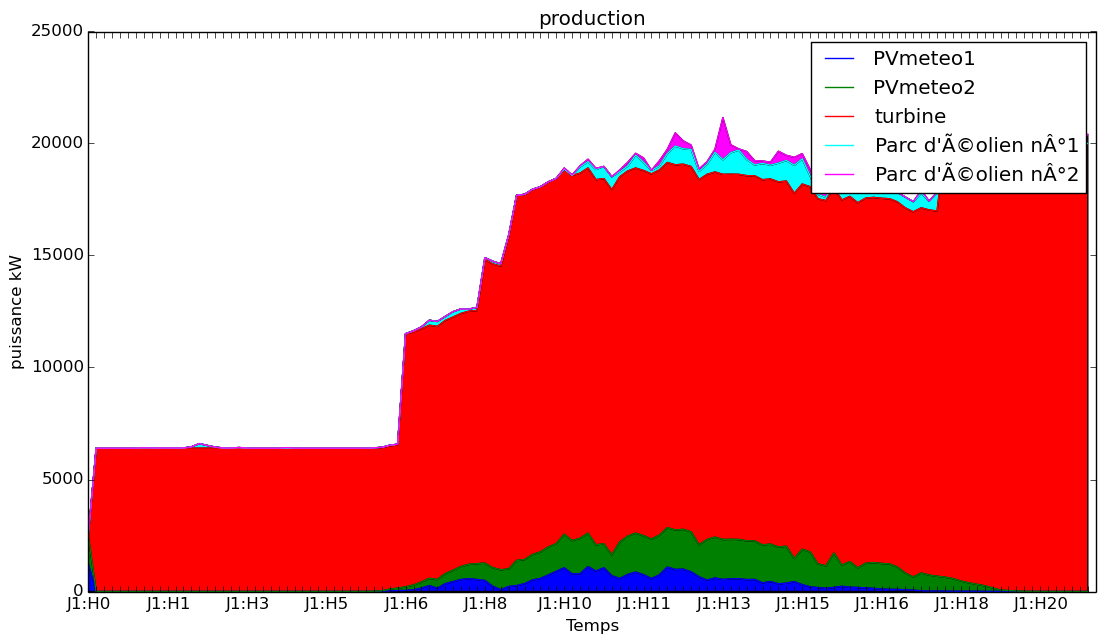 production
25000
20000
15000
10000
5000
0
puissance kW
PVmeteo1
PVmeteo2
turbine
Parc d'Ã©olien nÂ°1
Parc d'Ã©olien nÂ°2
J1:H0 J1:H1 J1:H3 J1:H5 J1:H6 J1:H8 J1:H10 J1:H11 J1:H13 J1:H15 J1:H16 J1:H18 J1:H20
Temps